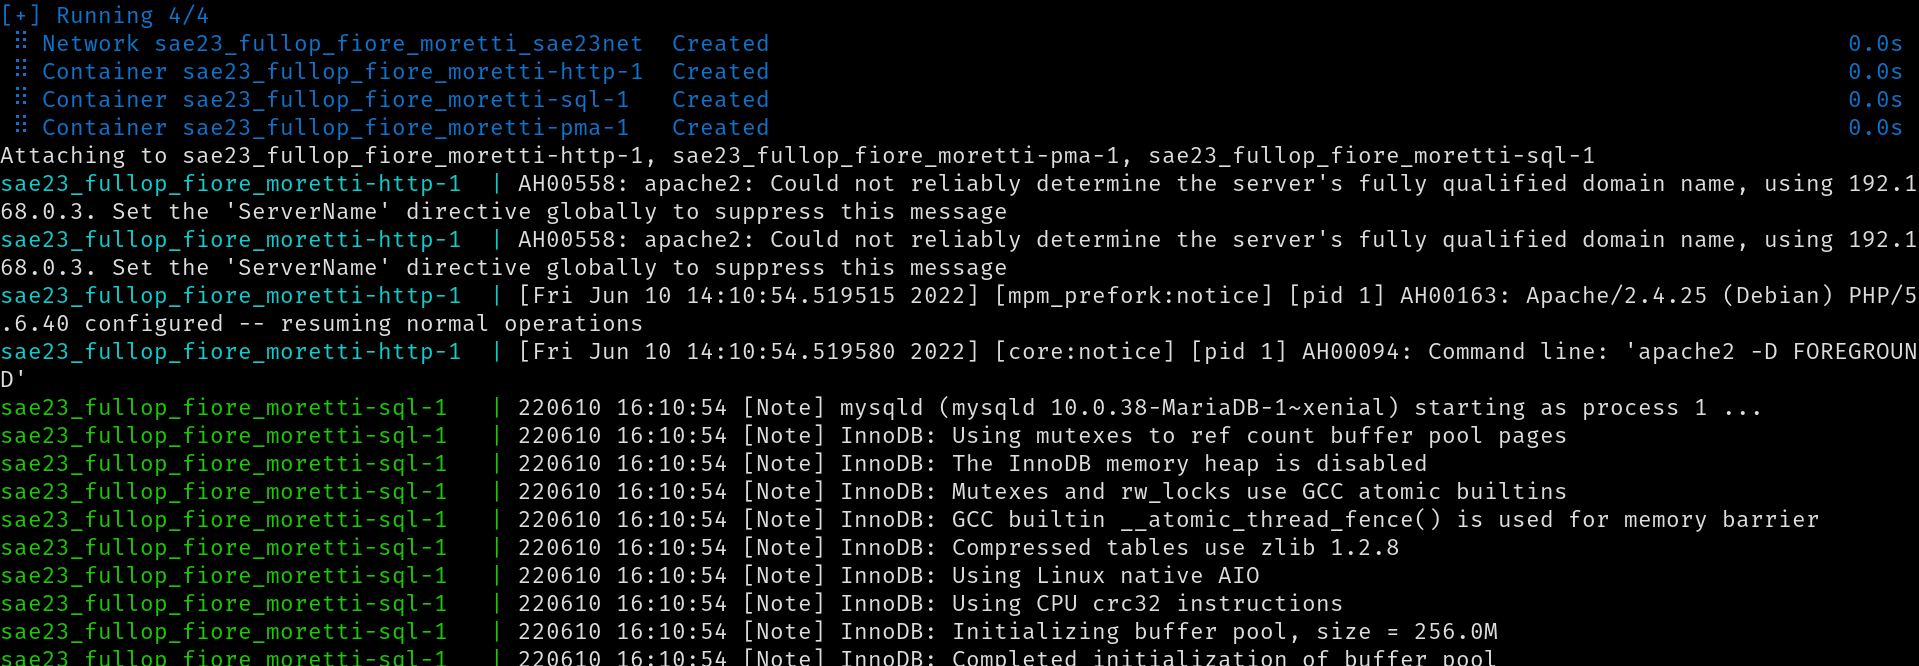 [+] Running 4/4
⠿ Network sae23_fullop_fiore_moretti_sae23net Created 0.0s
⠿ Container sae23_fullop_fiore_moretti-http-1 Created 0.0s
⠿ Container sae23_fullop_fiore_moretti-sql-1 Created 0.0s
⠿ Container sae23_fullop_fiore_moretti-pma-1 Created 0.0s
Attaching to sae23_fullop_fiore_moretti-http-1, sae23_fullop_fiore_moretti-pma-1, sae23_fullop_fiore_moretti-sql-1
sae23_fullop_fiore_moretti-http-1 | AH00558: apache2: Could not reliably determine the server's fully qualified domain name, using 192.1
68.0.3. Set the 'ServerName' directive globally to suppress this message
sae23_fullop_fiore_moretti-http-1 | AH00558: apache2: Could not reliably determine the server's fully qualified domain name, using 192.1
68.0.3. Set the 'ServerName' directive globally to suppress this message
sae23_fullop_fiore_moretti-http-1 | [Fri Jun 10 14:10:54.519515 2022] [mpm_prefork:notice] [pid 1] AH00163: Apache/2.4.25 (Debian) PHP/5
.6.40 configured -- resuming normal operations
sae23_fullop_fiore_moretti-http-1 | [Fri Jun 10 14:10:54.519580 2022] [core:notice] [pid 1] AH00094: Command line: 'apache2 -D FOREGROUN
D'
sae23_fullop_fiore_moretti-sql-1 | 220610 16:10:54 [Note] mysqld (mysqld 10.0.38-MariaDB-1~xenial) starting as process 1 ...
sae23_fullop_fiore_moretti-sql-1 | 220610 16:10:54 [Note] InnoDB: Using mutexes to ref count buffer pool pages
sae23_fullop_fiore_moretti-sql-1 | 220610 16:10:54 [Note] InnoDB: The InnoDB memory heap is disabled
sae23_fullop_fiore_moretti-sql-1 | 220610 16:10:54 [Note] InnoDB: Mutexes and rw_locks use GCC atomic builtins
sae23_fullop_fiore_moretti-sql-1 | 220610 16:10:54 [Note] InnoDB: GCC builtin __atomic_thread_fence() is used for memory barrier
sae23_fullop_fiore_moretti-sql-1 | 220610 16:10:54 [Note] InnoDB: Compressed tables use zlib 1.2.8
sae23_fullop_fiore_moretti-sql-1 | 220610 16:10:54 [Note] InnoDB: Using Linux native AIO
sae23_fullop_fiore_moretti-sql-1 | 220610 16:10:54 [Note] InnoDB: Using CPU crc32 instructions
sae23_fullop_fiore_moretti-sql-1 | 220610 16:10:54 [Note] InnoDB: Initializing buffer pool, size = 256.0M
sae23_fullop_fiore_moretti-sql-1 | 220610 16:10:54 [Note] InnoDB: Completed initialization of buffer pool